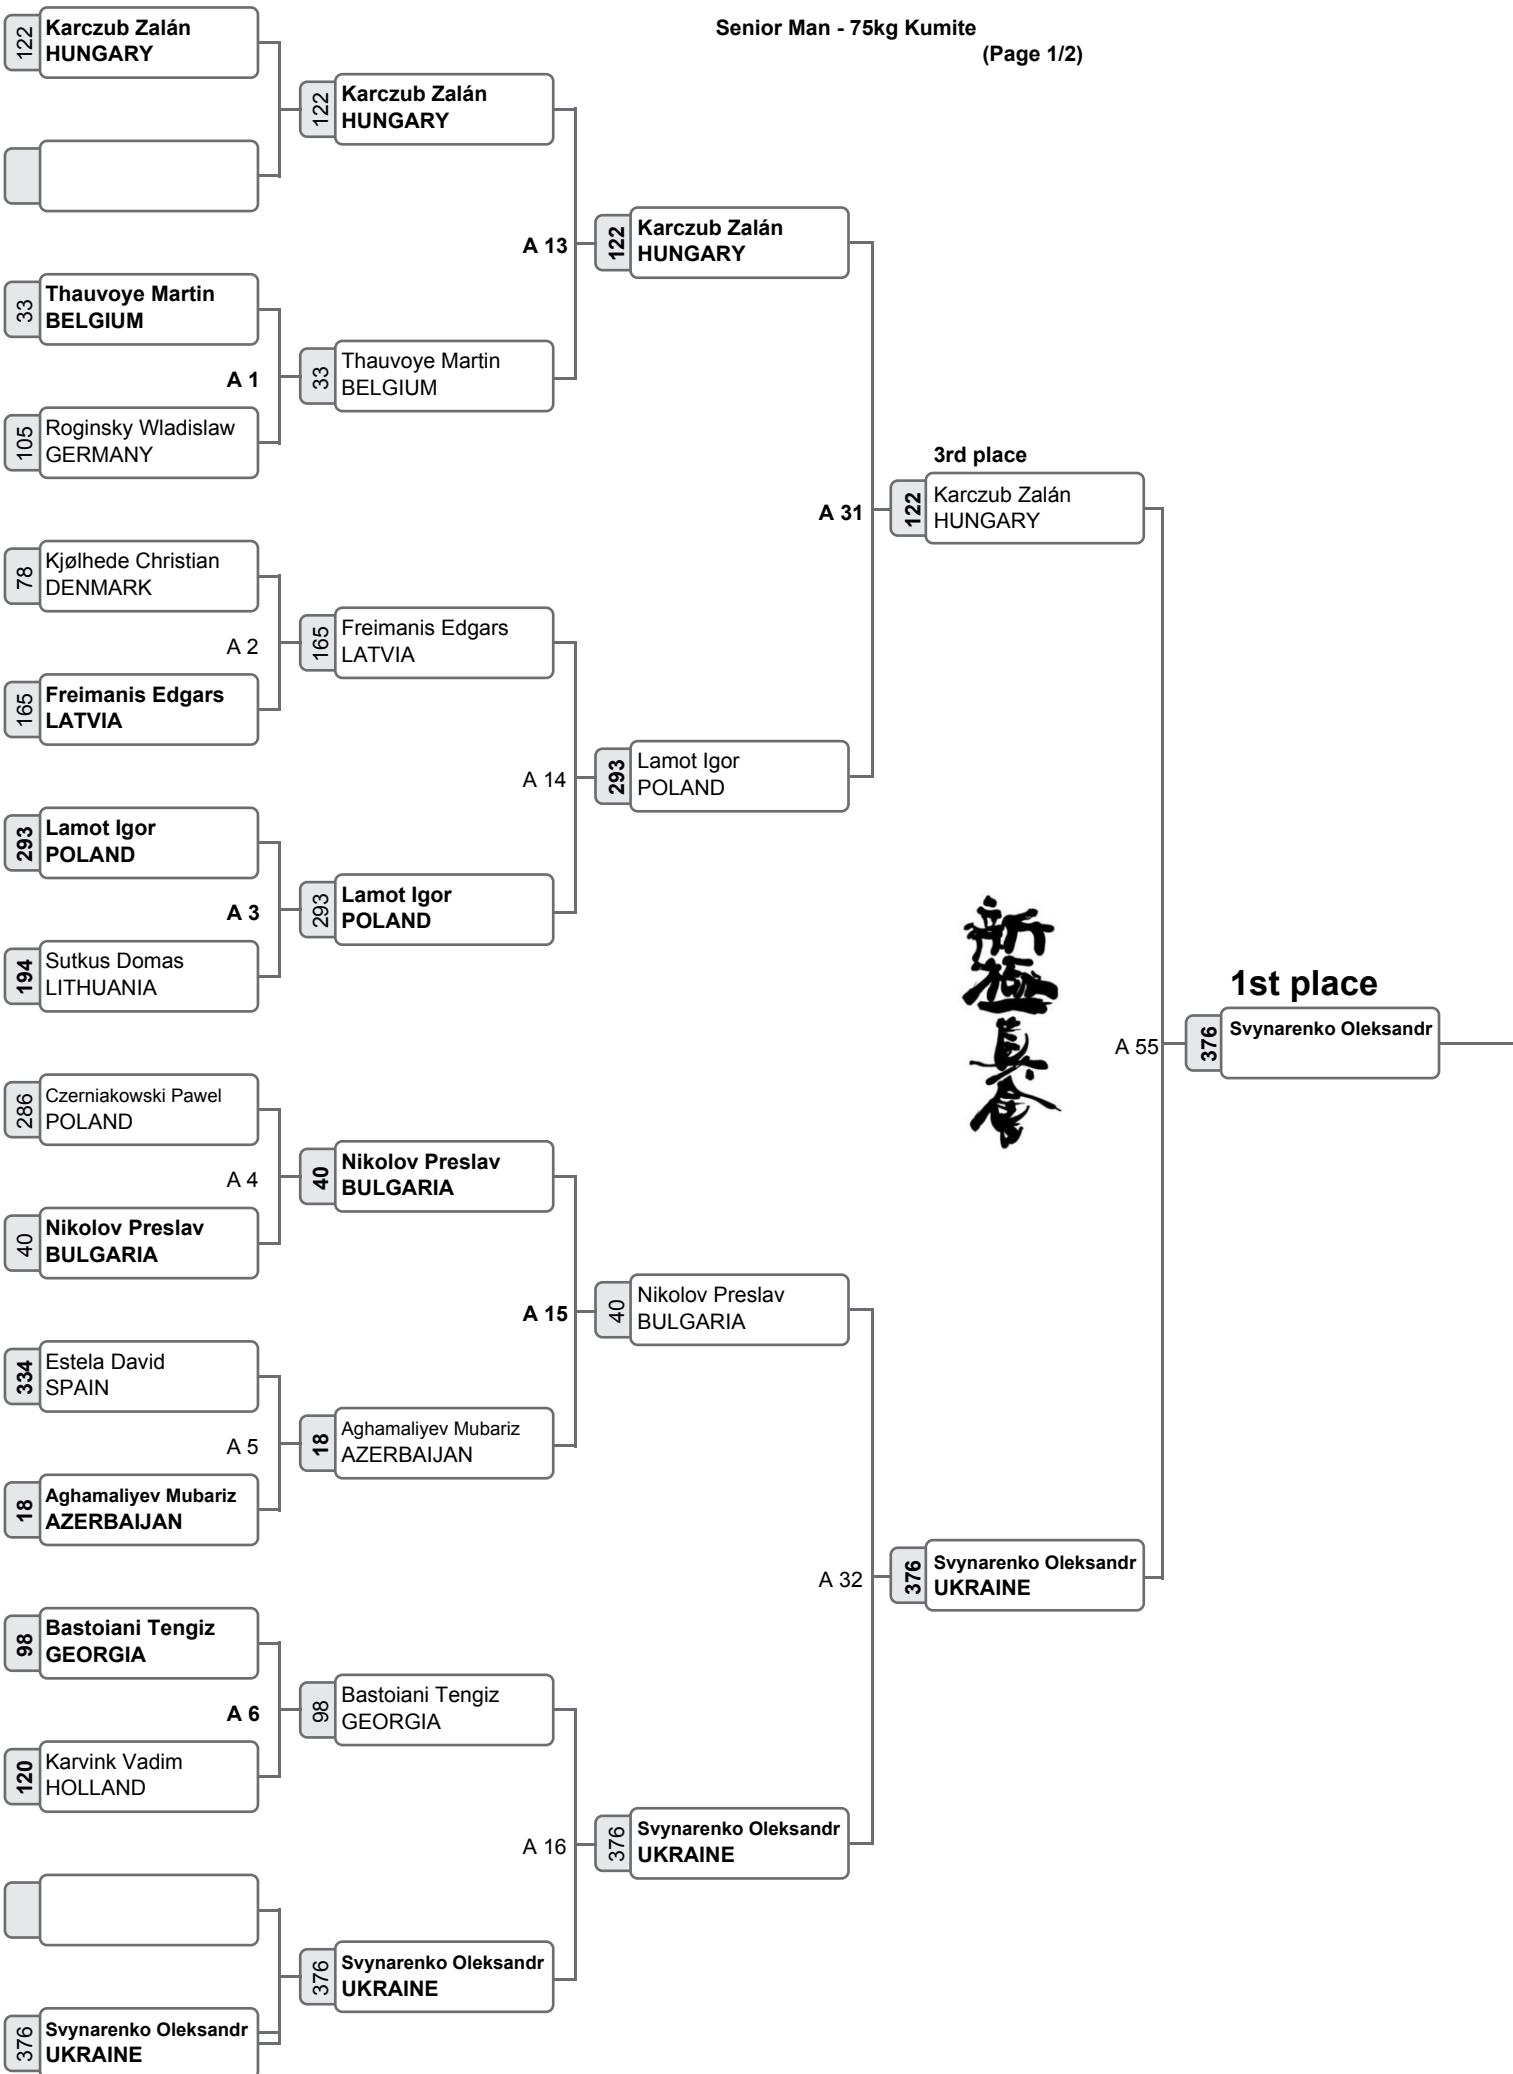 Senior Man - 75kg Kumite
(Page 1/2)
122
Karczub Zalán
HUNGARY
33
Thauvoye Martin
BELGIUM
A 1
105
Roginsky Wladislaw
GERMANY
78
Kjølhede Christian
DENMARK
A 2
165
Freimanis Edgars
LATVIA
293
Lamot Igor
POLAND
A 3
194
Sutkus Domas
LITHUANIA
286
Czerniakowski Pawel
POLAND
A 4
40
Nikolov Preslav
BULGARIA
334
Estela David
SPAIN
A 5
18
Aghamaliyev Mubariz
AZERBAIJAN
98
Bastoiani Tengiz
GEORGIA
A 6
120
Karvink Vadim
HOLLAND
376
Svynarenko Oleksandr
UKRAINE
122
Karczub Zalán
HUNGARY
A 13
33
Thauvoye Martin
BELGIUM
165
Freimanis Edgars
LATVIA
A 14
293
Lamot Igor
POLAND
40
Nikolov Preslav
BULGARIA
A 15
18
Aghamaliyev Mubariz
AZERBAIJAN
98
Bastoiani Tengiz
GEORGIA
A 16
376
Svynarenko Oleksandr
UKRAINE
122
Karczub Zalán
HUNGARY
A 31
293
Lamot Igor
POLAND
40
Nikolov Preslav
BULGARIA
A 32
376
Svynarenko Oleksandr
UKRAINE
3rd place
122
Karczub Zalán
HUNGARY
新極真会
A 55
376
Svynarenko Oleksandr
UKRAINE
1st place
376
Svynarenko Oleksandr